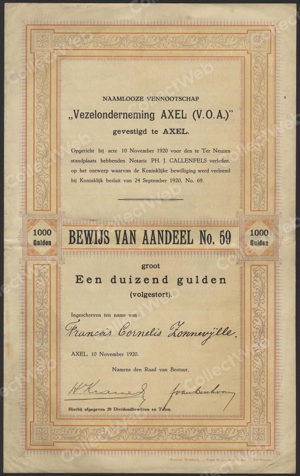 NAAMLOOZE VENNOOTSCHAP
„Vezelonderneming AXEL (V.O.A.)”
gevestigd te AXEL.
Opgericht bij acte 10 November 1920 voor den te Ter Neuzen
standplaats hebbenden Notaris PH. J. CALLENFELS verleden,
op het ontwerp waarvan de Koninklijke bewilliging werd verleend
bij Koninklijk besluit van 24 September 1920, No. 69.
1000 Gulden
BEWIJS VAN AANDEEL No. 59
1000 Gulden
groot
Een duizend gulden
(volgestort).
Ingeschreven ten name van
Francois Cornelis Zonnevylle.
AXEL, 10 November 1920.
Namens den Raad van Bestuur,
Hierbij afgegeven 20 Dividendbewijzen en Talon.
CollectWeb